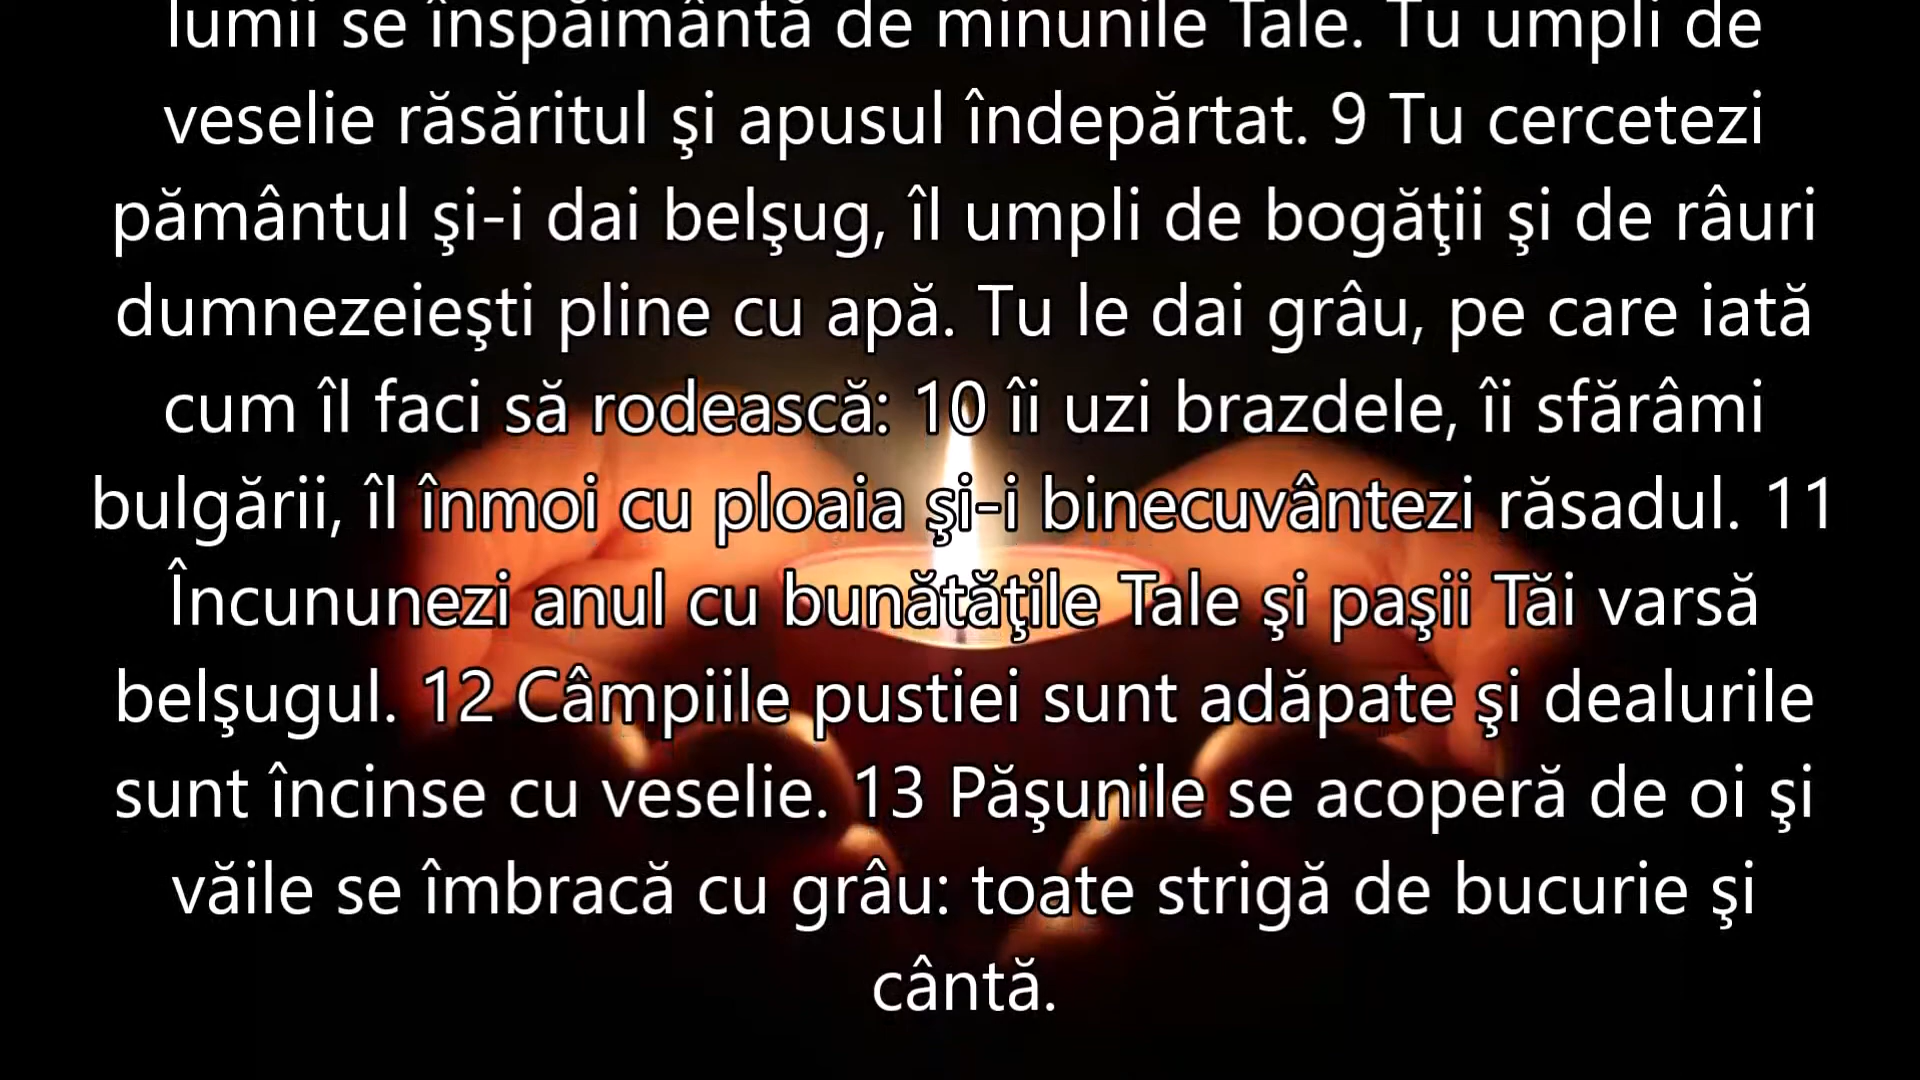 lumii se înspăimântă de minunile Tale. Tu umpli de
veselie răsăritul şi apusul îndepărtat. 9 Tu cercetezi
pământul şi-i dai belşug, îl umpli de bogăţii şi de râuri
dumnezeieşti pline cu apă. Tu le dai grâu, pe care iată
cum îl faci să rodească: 10 îi uzi brazdele, îi sfărâmi
bulgării, îl înmoi cu ploaia şi-i binecuvântezi răsadul. 11
Încununezi anul cu bunătăţile Tale şi paşii Tăi varsă
belşugul. 12 Câmpiile pustiei sunt adăpate şi dealurile
sunt încinse cu veselie. 13 Păşunile se acoperă de oi şi
văile se îmbracă cu grâu: toate strigă de bucurie şi
cântă.